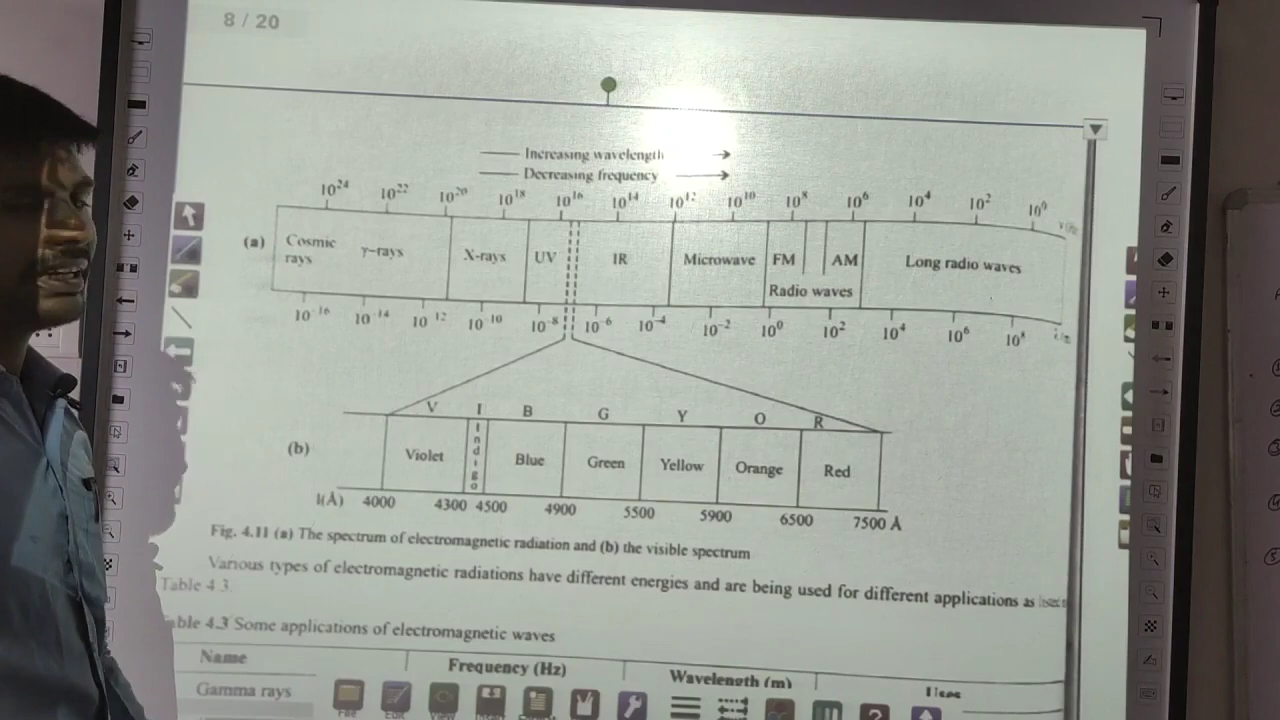 8 / 20
Increasing wavelength
Decreasing frequency
10²⁴ 10²² 10²⁰ 10¹⁸ 10¹⁶ 10¹⁴ 10¹² 10¹⁰ 10⁸ 10⁶ 10⁴ 10² 10⁰
(a) Cosmic rays γ-rays X-rays UV IR Microwave FM AM Long radio waves
Radio waves
10⁻¹⁶ 10⁻¹⁴ 10⁻¹² 10⁻¹⁰ 10⁻⁸ 10⁻⁶ 10⁻⁴ 10⁻² 10⁰ 10² 10⁴ 10⁶ 10⁸
V I B G Y O R
(b) Violet Indigo Blue Green Yellow Orange Red
l(Å) 4000 4300 4500 4900 5500 5900 6500 7500 Å
Fig. 4.11 (a) The spectrum of electromagnetic radiation and (b) the visible spectrum
Various types of electromagnetic radiations have different energies and are being used for different applications as
Table 4.3
able 4.3 Some applications of electromagnetic waves
Name Frequency (Hz) Wavelength (m)
Gamma rays